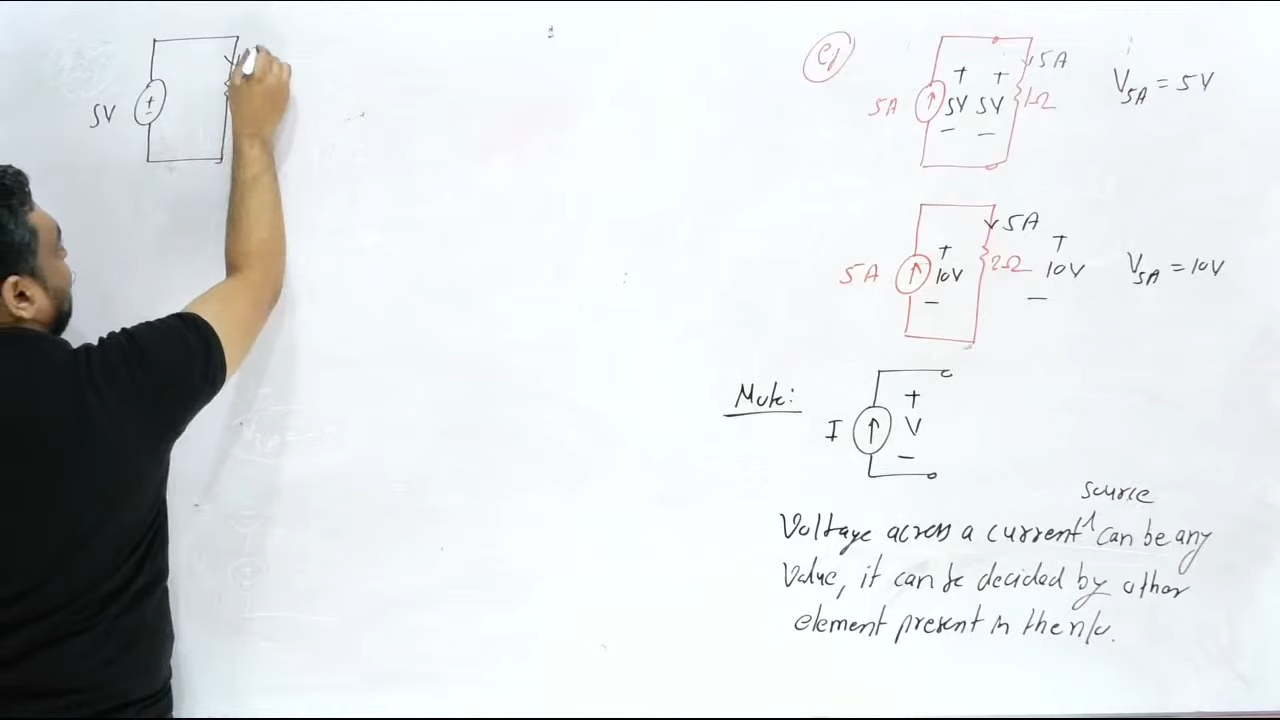 5V
eg
5A
+ +
5V 5V
- -
5A
1Ω
V5A = 5V
5A
+
10V
-
5A
2Ω
+
10V
-
V5A = 10V
Note:
I
+
V
-
source
Voltage across a current ^ can be any
Value, it can be decided by other
element present in the n/w.